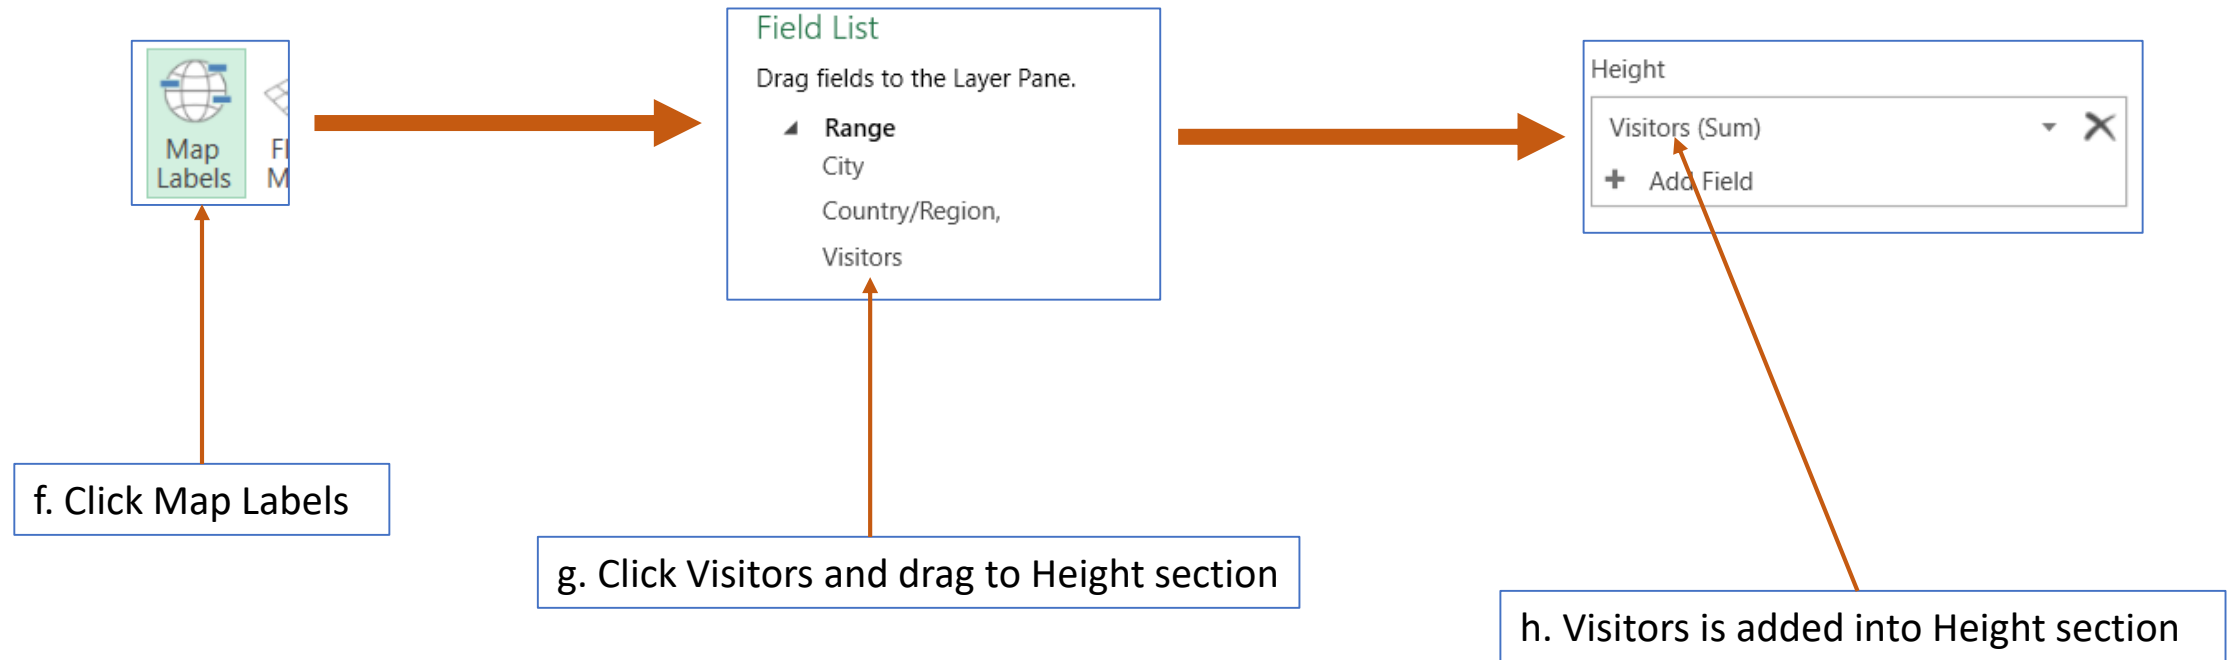 Map
Labels
Fl
M
Field List
Drag fields to the Layer Pane.
Range
City
Country/Region,
Visitors
Height
Visitors (Sum)
Add Field
f. Click Map Labels
g. Click Visitors and drag to Height section
h. Visitors is added into Height section